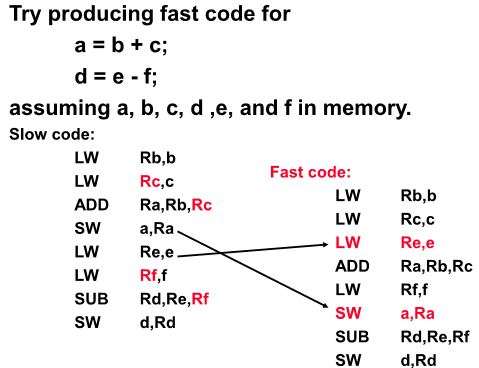 Try producing fast code for
a = b + c;
d = e - f;
assuming a, b, c, d ,e, and f in memory.
Slow code:
LW Rb,b
LW Rc,c
ADD Ra,Rb,Rc
SW a,Ra
LW Re,e
LW Rf,f
SUB Rd,Re,Rf
SW d,Rd
Fast code:
LW Rb,b
LW Rc,c
LW Re,e
ADD Ra,Rb,Rc
LW Rf,f
SW a,Ra
SUB Rd,Re,Rf
SW d,Rd